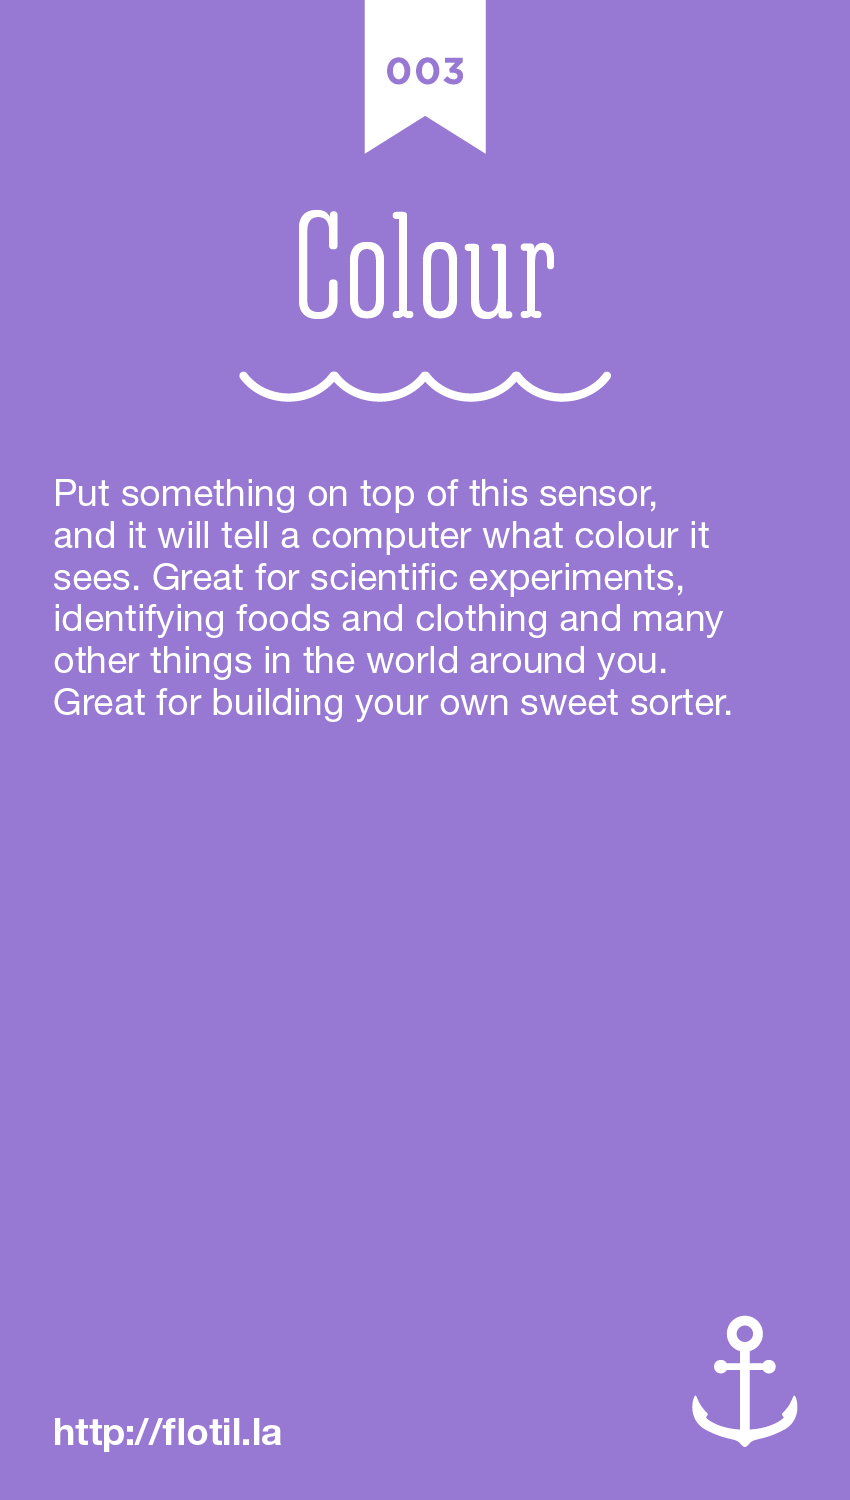 003
Colour
Put something on top of this sensor,
and it will tell a computer what colour it
sees. Great for scientific experiments,
identifying foods and clothing and many
other things in the world around you.
Great for building your own sweet sorter.
http://flotil.la